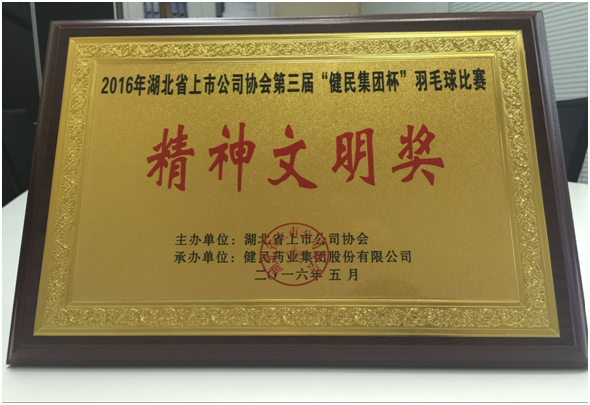 2016年湖北省上市公司协会第三届“健民集团杯”羽毛球比赛
精神文明奖
主办单位：湖北省上市公司协会
承办单位：健民药业集团股份有限公司
二〇一六年五月